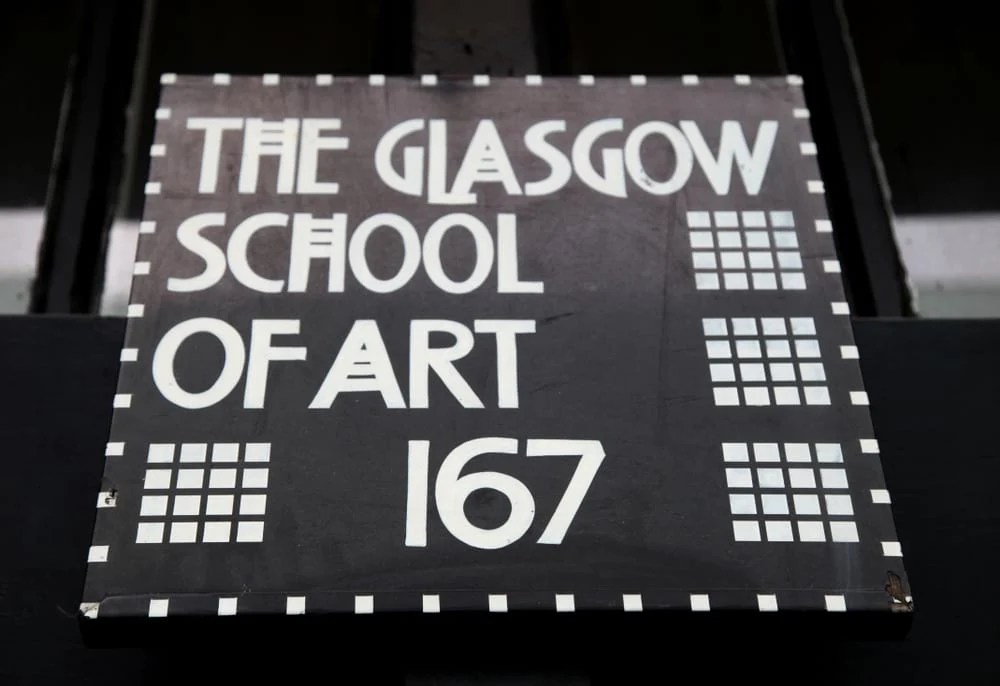 THE GLASGOW
SCHOOL
OF ART
167